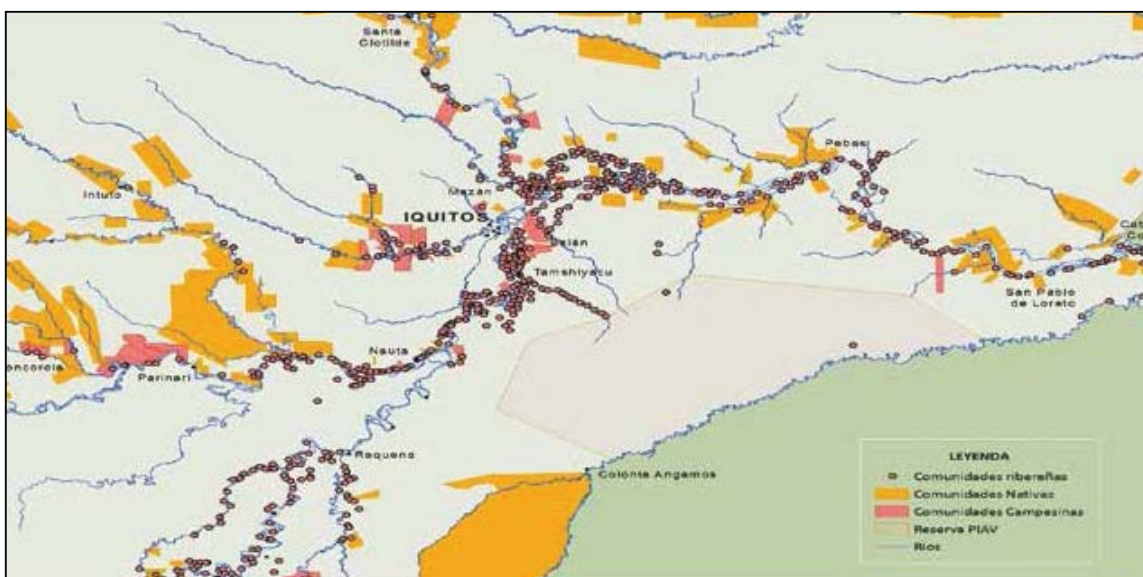 Santa
Clotilde
Pebas
Intuto
Mazán
IQUITOS
Belén
Tamshiyacu
San Pablo
de Loreto
Nauta
Parinari
Requena
Colonia Angamos
LEYENDA
Comunidades ribereñas
Comunidades Nativas
Comunidades Campesinas
Reserva PIAV
Ríos